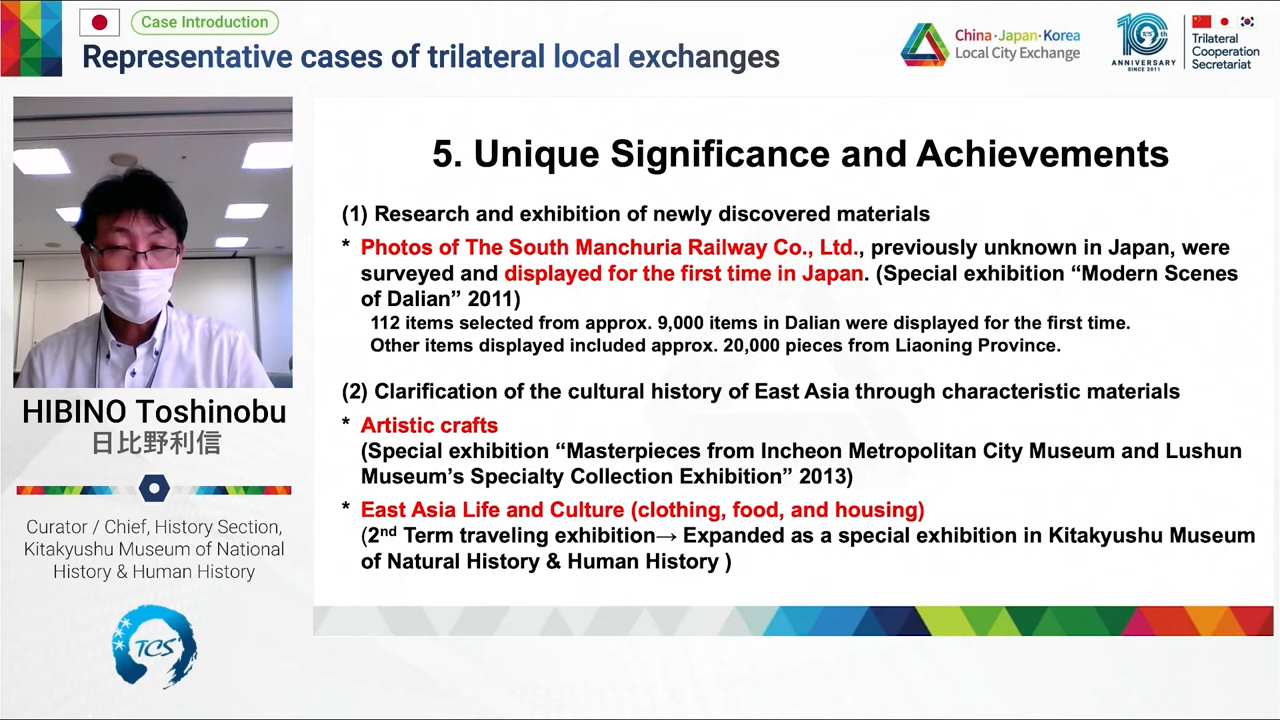 Case Introduction
Representative cases of trilateral local exchanges
China·Japan·Korea
Local City Exchange
10th
TCS
ANNIVERSARY
SINCE 2011
Trilateral
Cooperation
Secretariat
5. Unique Significance and Achievements
(1) Research and exhibition of newly discovered materials
* Photos of The South Manchuria Railway Co., Ltd., previously unknown in Japan, were
surveyed and displayed for the first time in Japan. (Special exhibition “Modern Scenes
of Dalian” 2011)
112 items selected from approx. 9,000 items in Dalian were displayed for the first time.
Other items displayed included approx. 20,000 pieces from Liaoning Province.
(2) Clarification of the cultural history of East Asia through characteristic materials
* Artistic crafts
(Special exhibition “Masterpieces from Incheon Metropolitan City Museum and Lushun
Museum’s Specialty Collection Exhibition” 2013)
* East Asia Life and Culture (clothing, food, and housing)
(2nd Term traveling exhibition→ Expanded as a special exhibition in Kitakyushu Museum
of Natural History & Human History )
HIBINO Toshinobu
日比野利信
Curator / Chief, History Section,
Kitakyushu Museum of National
History & Human History
TCS